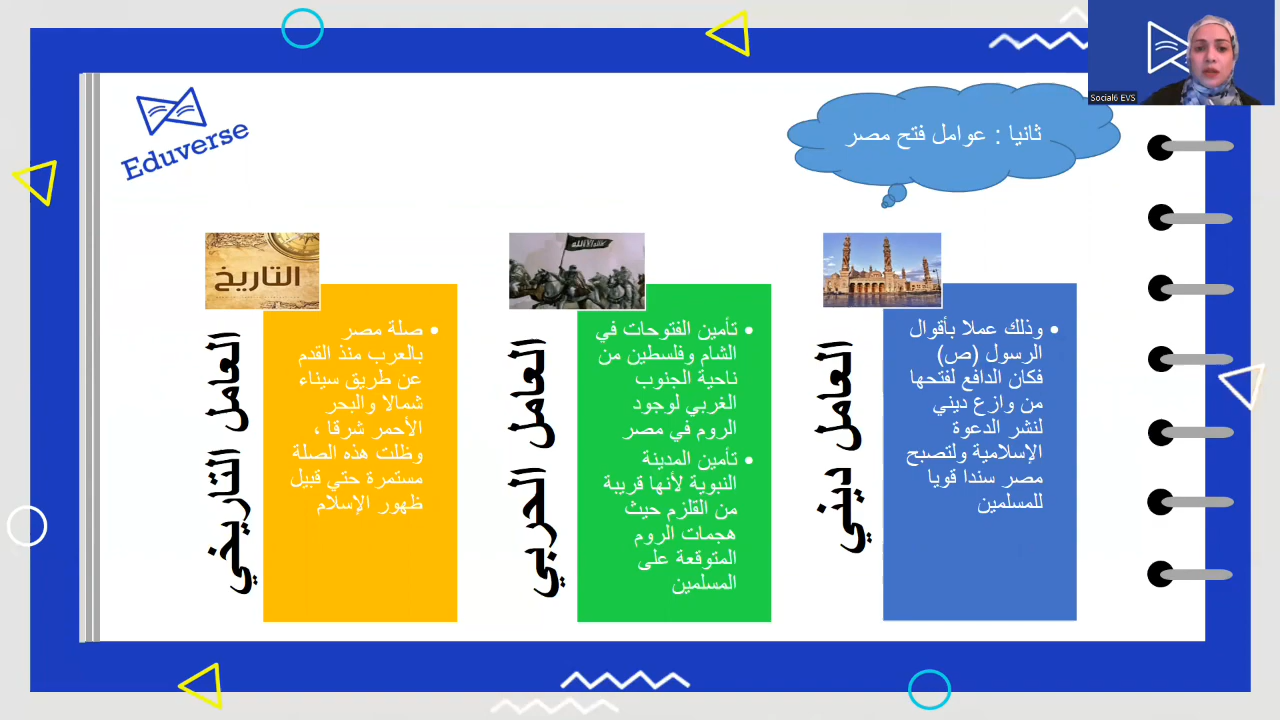 Social6 EVS
Eduverse
ثانيا : عوامل فتح مصر
العامل ديني
وذلك عملا بأقوال
الرسول (ص)
فكان الدافع لفتحها
من وازع ديني
لنشر الدعوة
الإسلامية ولتصبح
مصر سندا قويا
للمسلمين
العامل الحربي
تأمين الفتوحات في
الشام وفلسطين من
ناحية الجنوب
الغربي لوجود
الروم في مصر
تأمين المدينة
النبوية لأنها قريبة
من القلزم حيث
هجمات الروم
المتوقعة على
المسلمين
التاريخ
العامل التاريخي
صلة مصر
بالعرب منذ القدم
عن طريق سيناء
شمالا والبحر
الأحمر شرقا ،
وظلت هذه الصلة
مستمرة حتي قبيل
ظهور الإسلام